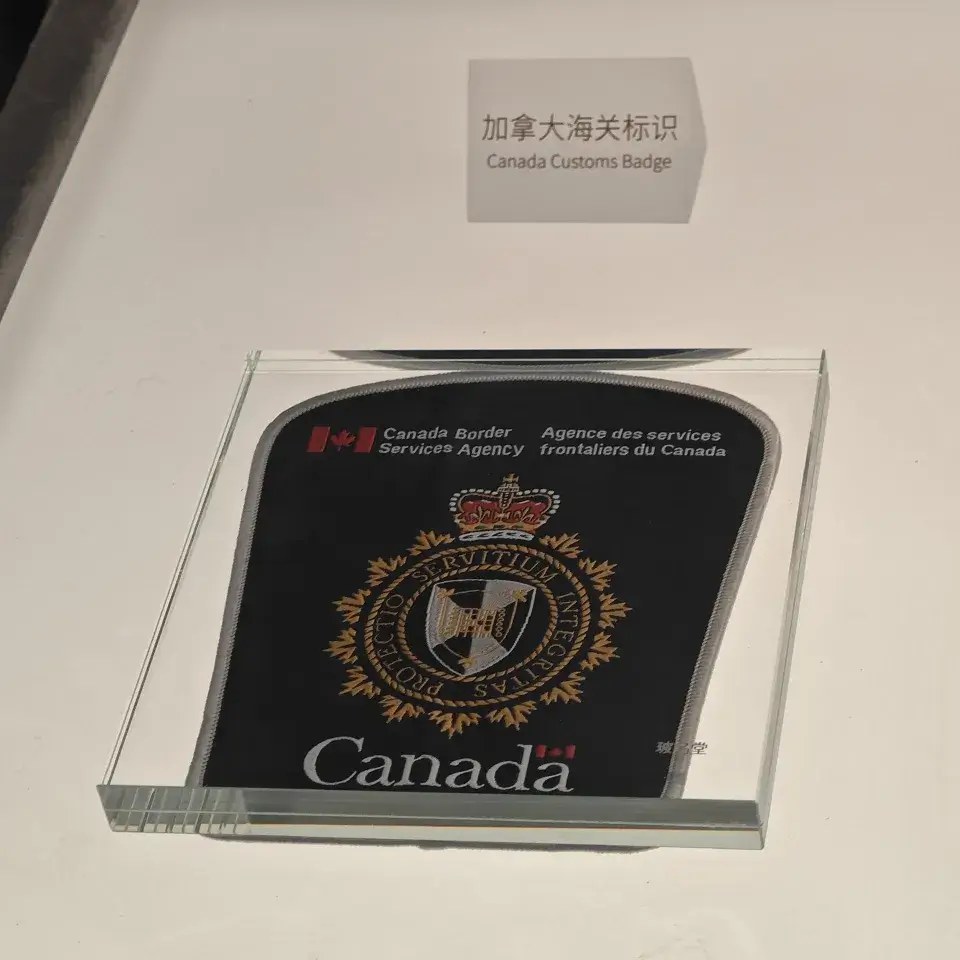 加拿大海关标识
Canada Customs Badge
Canada Border
Services Agency
Agence des services
frontaliers du Canada
PROTECTIO SERVITIUM INTEGRITAS
Canada